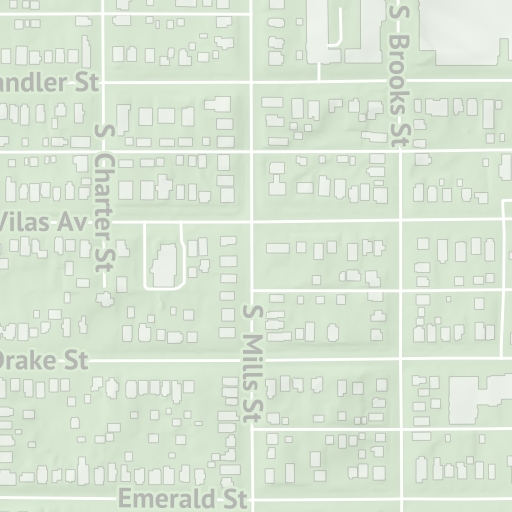 S Brooks St
andler St
S Charter St
Vilas Av
S Mills St
Drake St
Emerald St